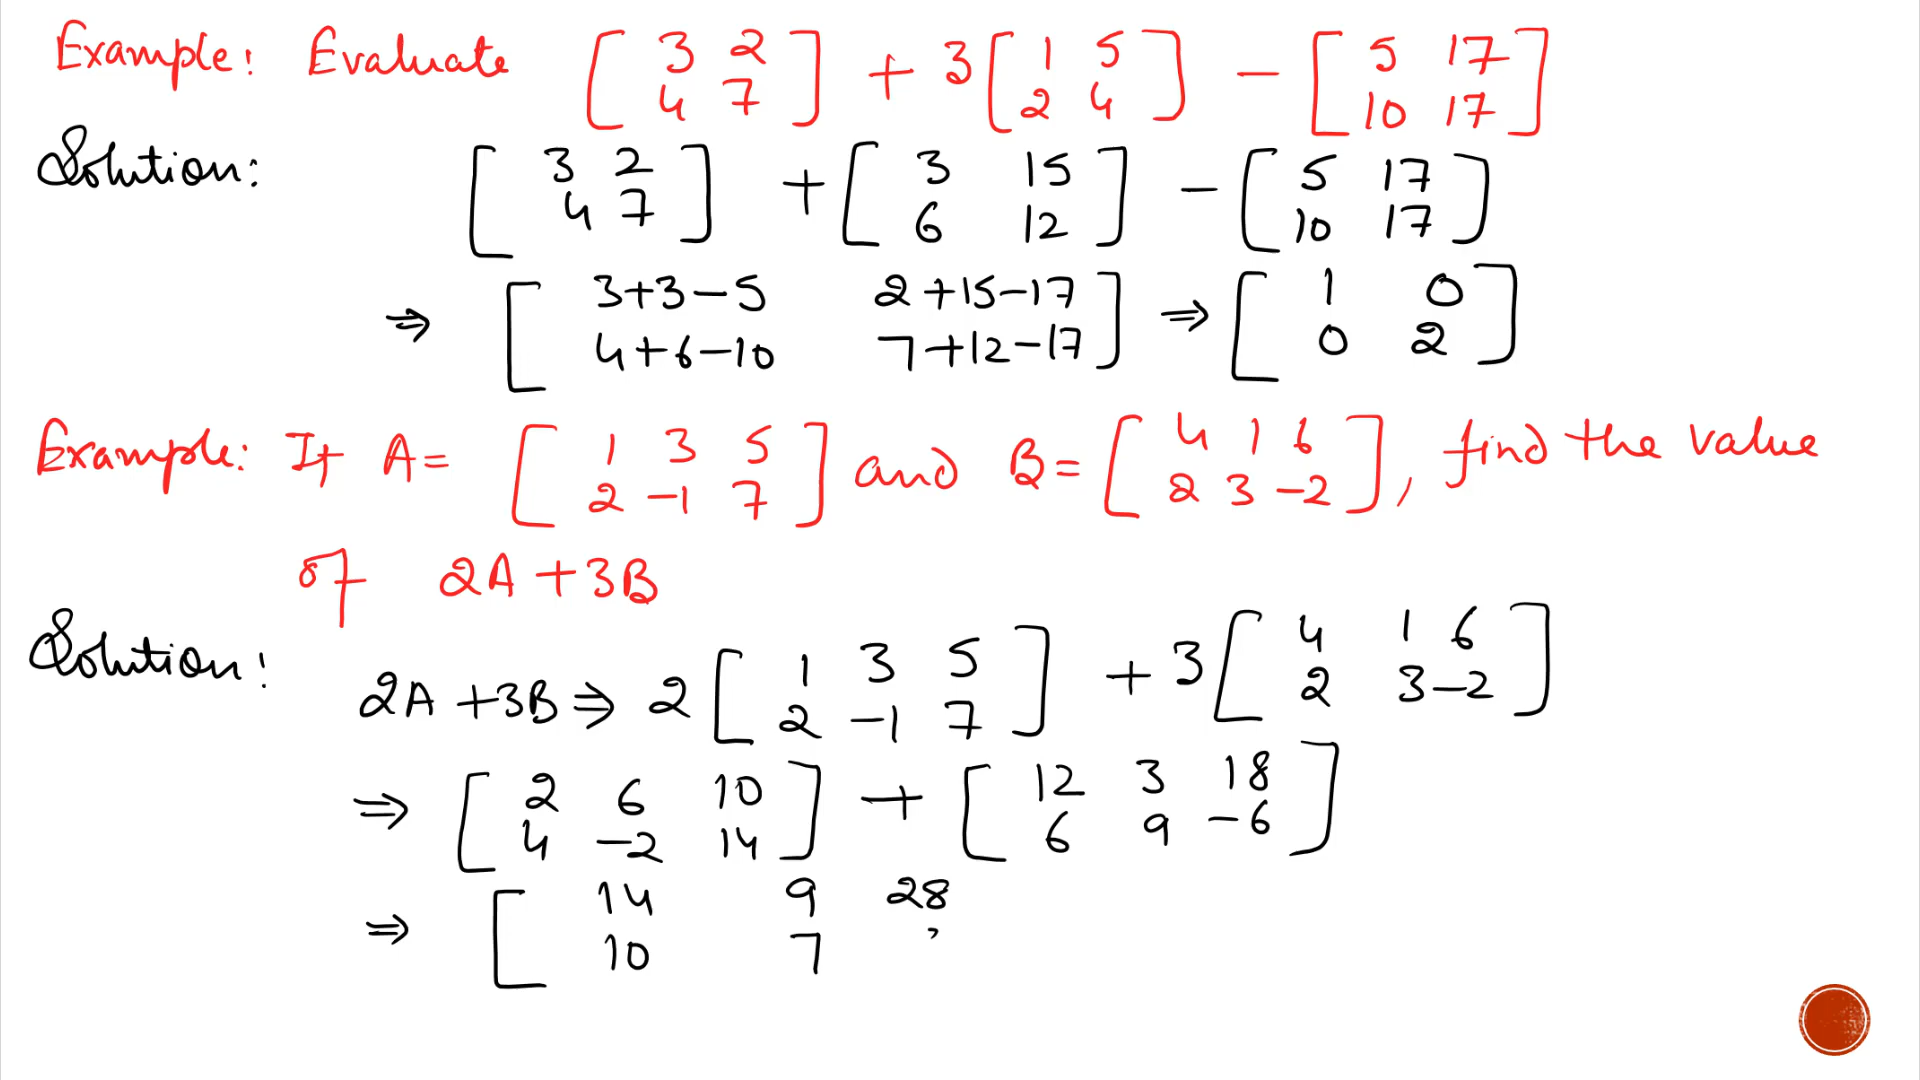 Example: Evaluate [ 3 2 ] + 3 [ 1 5 ] - [ 5 17 ]
4 7 2 4 10 17
Solution: [ 3 2 ] + [ 3 15 ] - [ 5 17 ]
4 7 6 12 10 17
⇒ [ 3+3-5 2+15-17 ] ⇒ [ 1 0 ]
4+6-10 7+12-17 0 2
Example: If A = [ 1 3 5 ] and B = [ 4 1 6 ], find the value
2 -1 7 2 3 -2
of 2A+3B
Solution: 2A+3B ⇒ 2 [ 1 3 5 ] + 3 [ 4 1 6 ]
2 -1 7 2 3 -2
⇒ [ 2 6 10 ] + [ 12 3 18 ]
4 -2 14 6 9 -6
⇒ [ 14 9 28
10 7